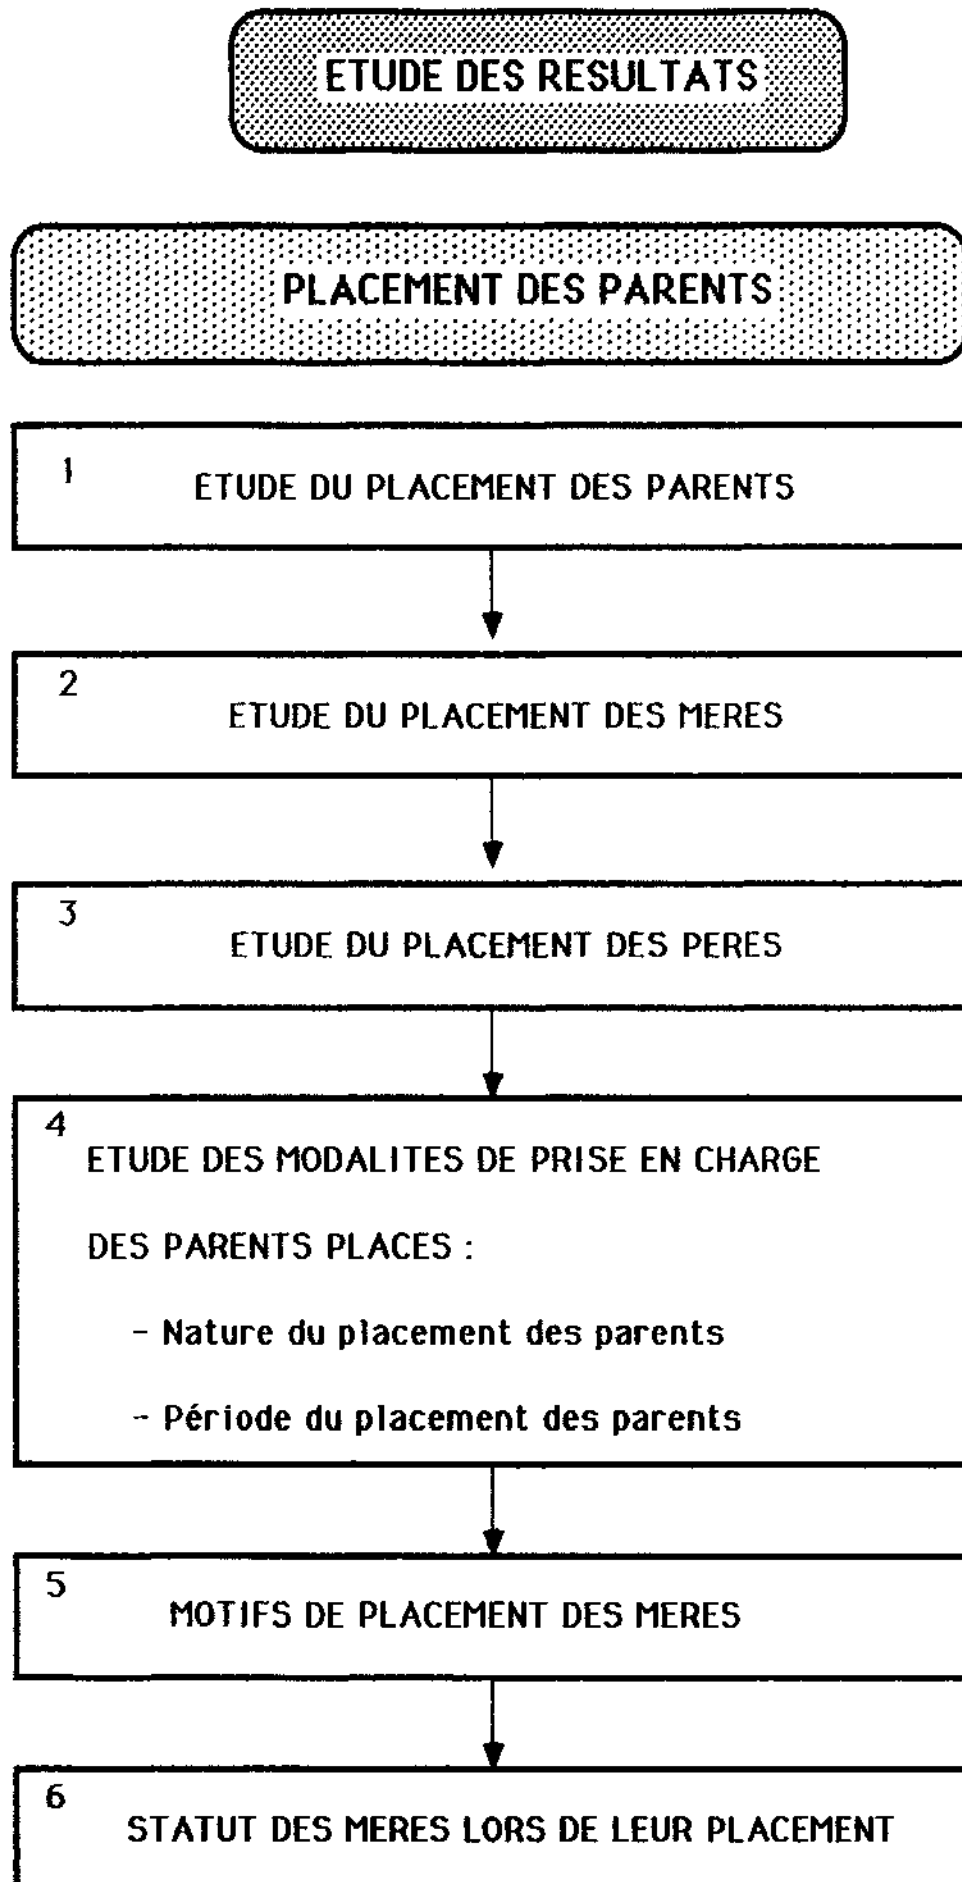 ETUDE DES RESULTATS
PLACEMENT DES PARENTS
1
ETUDE DU PLACEMENT DES PARENTS
2
ETUDE DU PLACEMENT DES MERES
3
ETUDE DU PLACEMENT DES PERES
4
ETUDE DES MODALITES DE PRISE EN CHARGE
DES PARENTS PLACES :
- Nature du placement des parents
- Période du placement des parents
5
MOTIFS DE PLACEMENT DES MERES
6
STATUT DES MERES LORS DE LEUR PLACEMENT